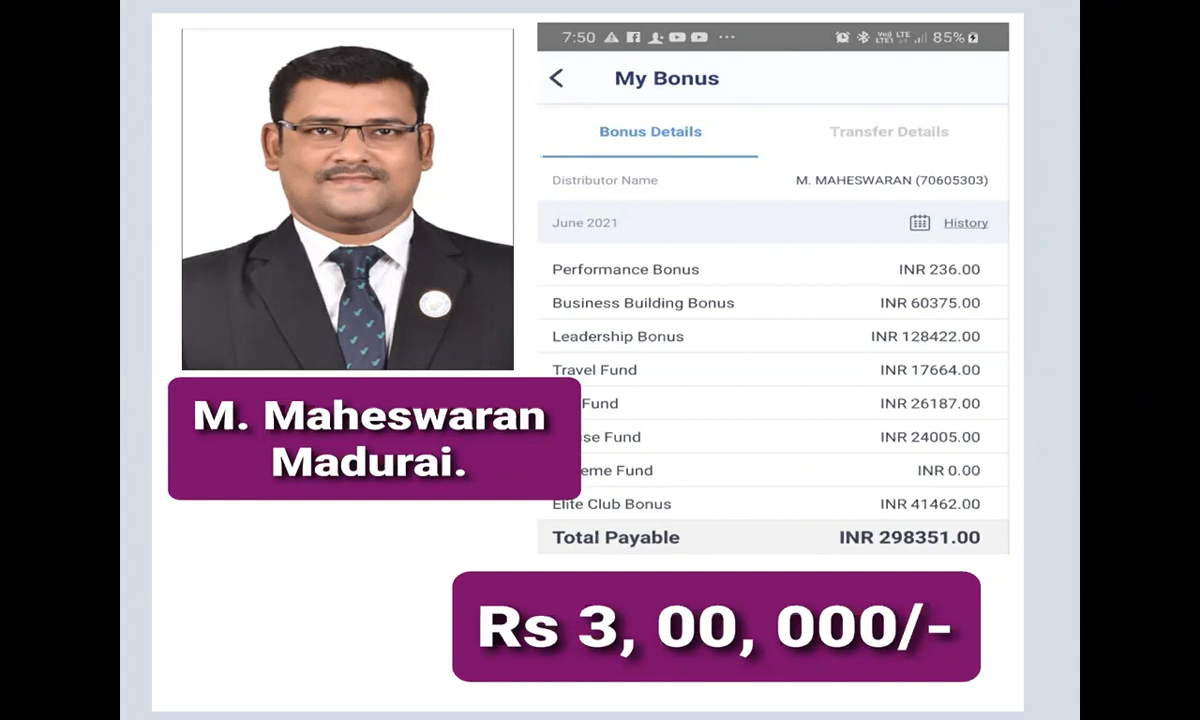 7:50 85%
My Bonus
Bonus Details Transfer Details
Distributor Name M. MAHESWARAN (70605303)
June 2021 History
Performance Bonus INR 236.00
Business Building Bonus INR 60375.00
Leadership Bonus INR 128422.00
Travel Fund INR 17664.00
Fund INR 26187.00
se Fund INR 24005.00
eme Fund INR 0.00
Elite Club Bonus INR 41462.00
Total Payable INR 298351.00
M. Maheswaran
Madurai.
Rs 3, 00, 000/-